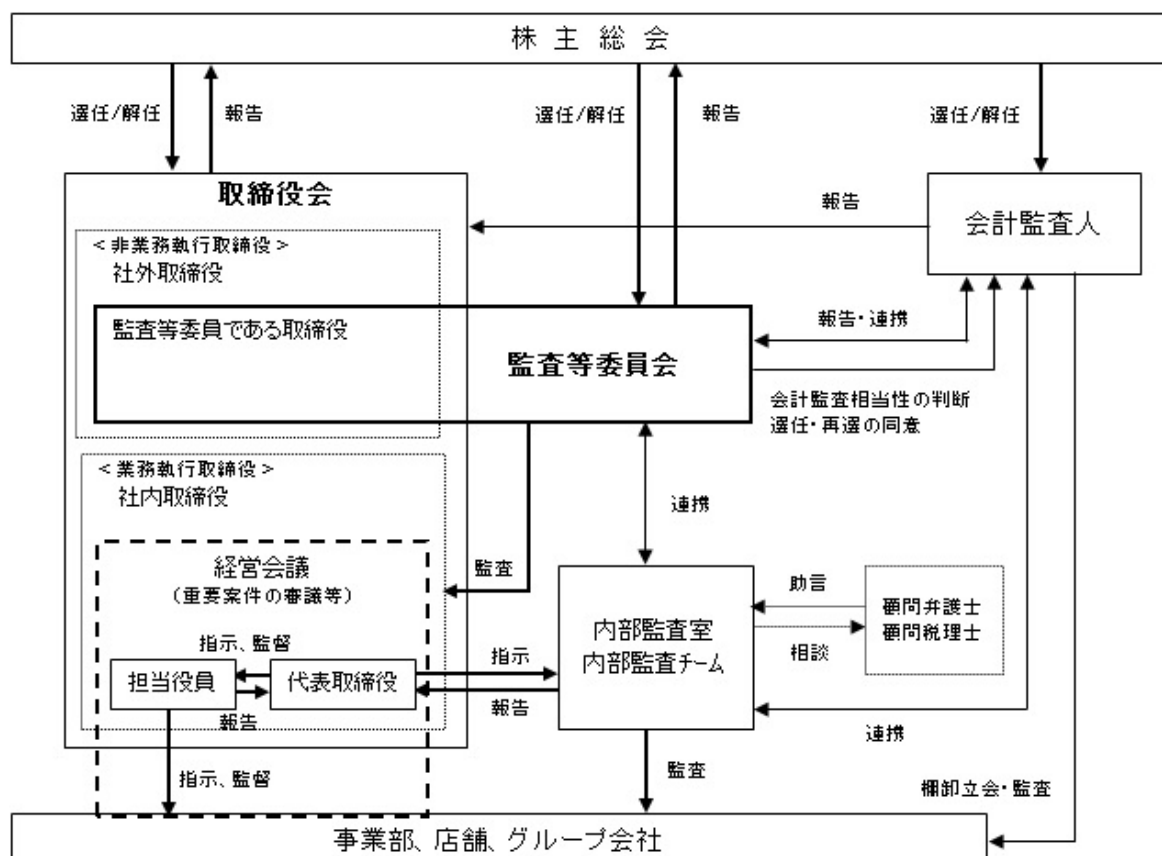 株 主 総 会
選任/解任
報告
選任/解任
報告
選任/解任
取締役会
報告
会計監査人
＜非業務執行取締役＞
社外取締役
監査等委員である取締役
監査等委員会
報告・連携
会計監査相当性の判断
選任・再選の同意
＜業務執行取締役＞
社内取締役
連携
経営会議
（重要案件の審議等）
監査
助言
顧問弁護士
顧問税理士
内部監査室
内部監査チーム
相談
指示、監督
指示
担当役員
代表取締役
報告
報告
連携
指示、監督
監査
棚卸立会・監査
事業部、店舗、グループ会社